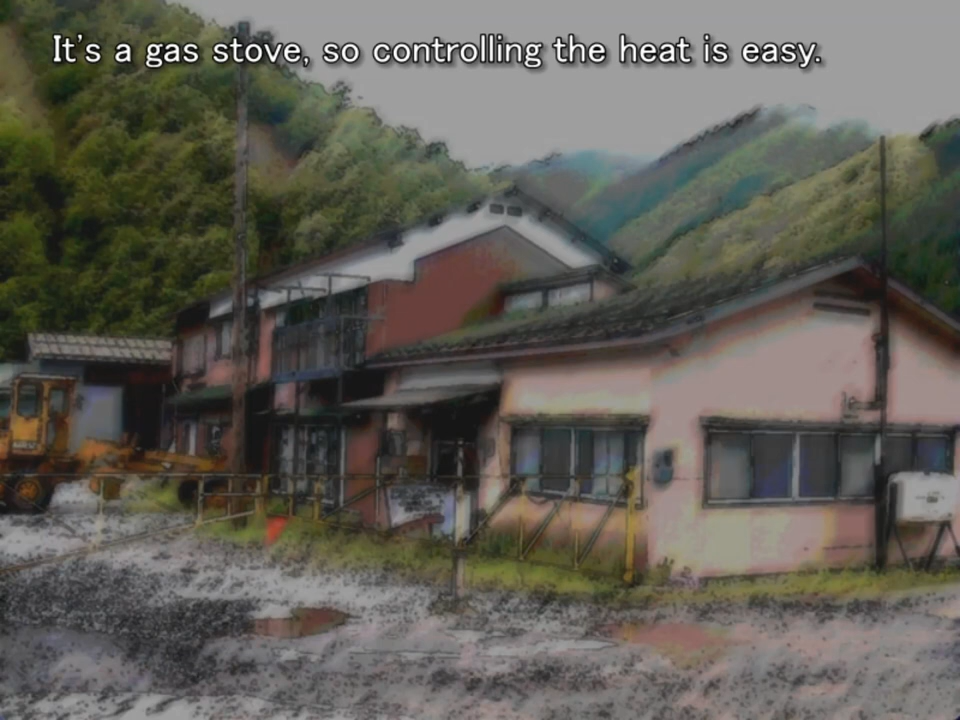 It's a gas stove, so controlling the heat is easy.